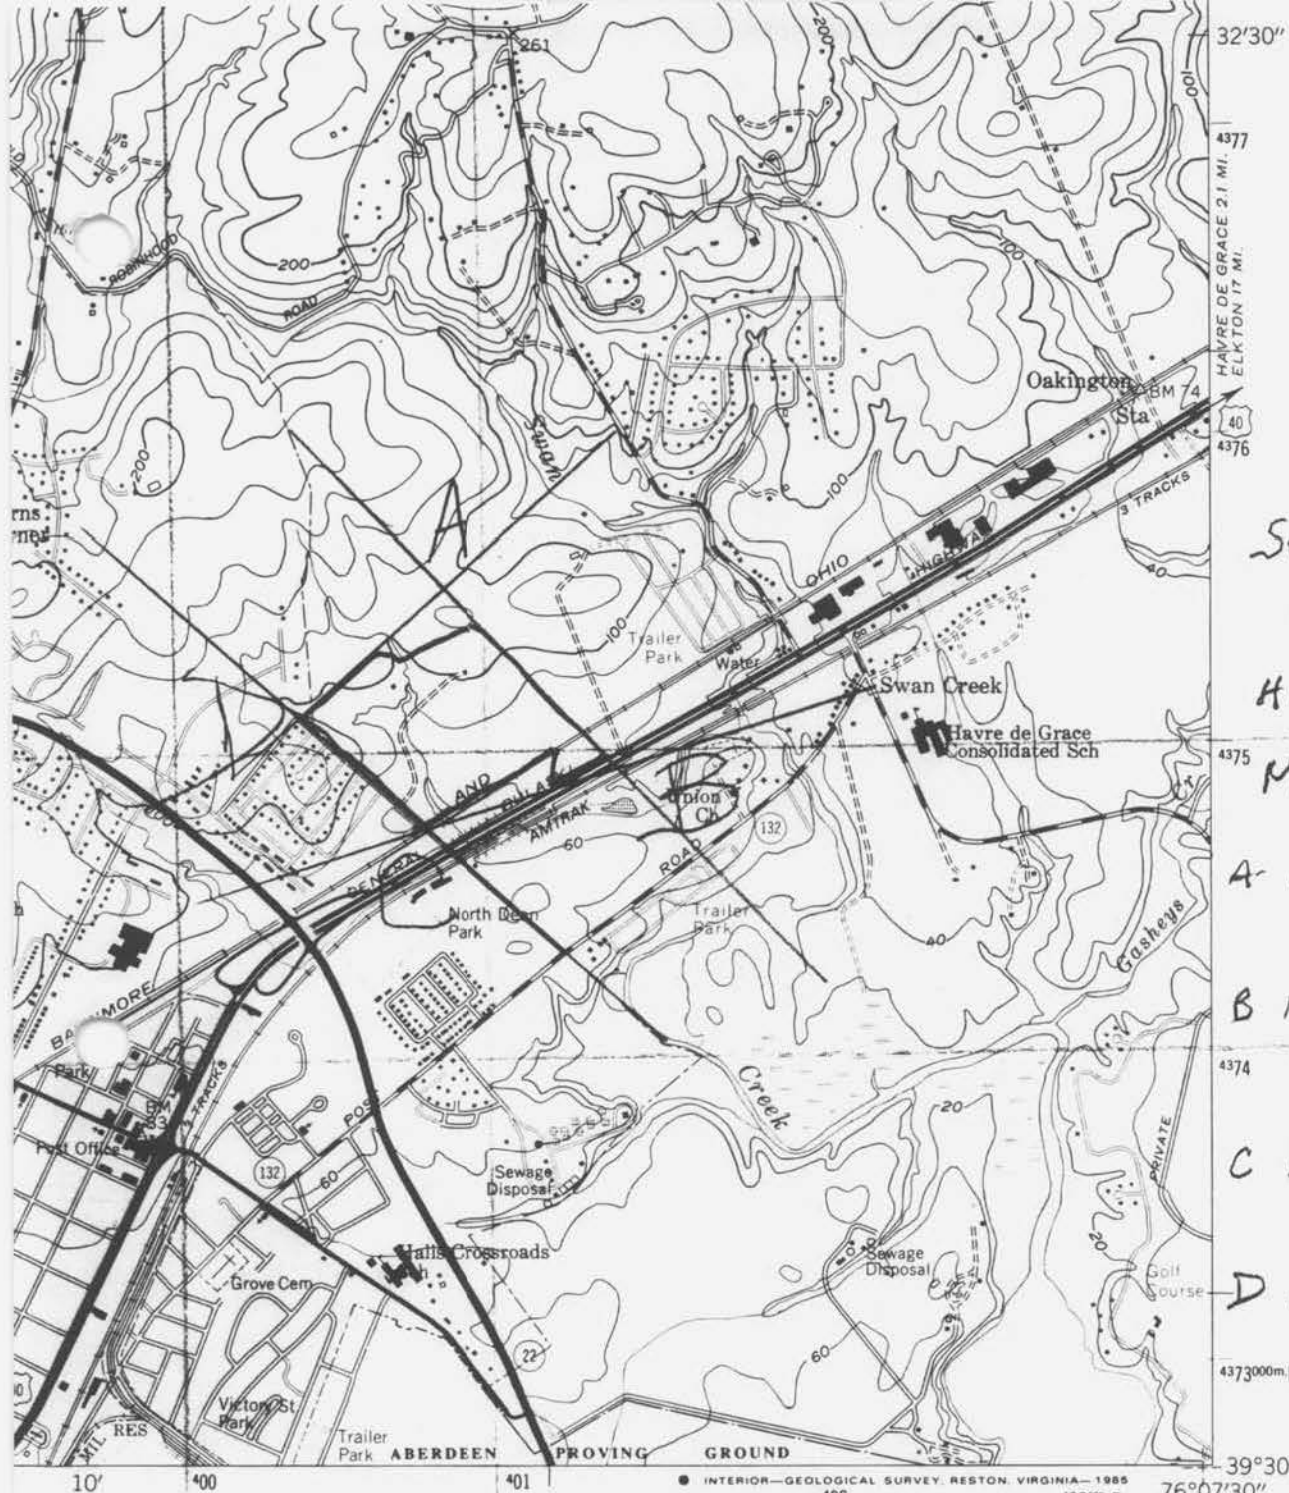 261
32'30"
200
100
4377
HAVRE DE GRACE 2.1 MI.
ELKTON 17 MI.
ROBINHOOD
ROAD
200
100
Oakington
Sta
BM 74
40
4376
Swan
200
A
100
3 TRACKS
OHIO
HIGHWAY
40
Trailer
Park
100
Water
Swan Creek
H
Havre de Grace
Consolidated Sch
4375
AND
PULASKI
AMTRAK
Union
Ch
132
60
ROAD
A
North Deen
Park
Trailer
Park
40
Gasheys
BALTIMORE
B
4374
Park
TRACKS
BM
83
Post Office
POST
Creek
20
PRIVATE
132
60
Sewage
Disposal
C
20
Halls Crossroads
Sch
Sewage
Disposal
Grove Cem
Golf
Course
D
22
60
4373000m.
Victory St
Park
MIL RES
Trailer
Park
ABERDEEN PROVING GROUND
39°30
10' 400 401
INTERIOR—GEOLOGICAL SURVEY, RESTON, VIRGINIA—1985
76°07'30"